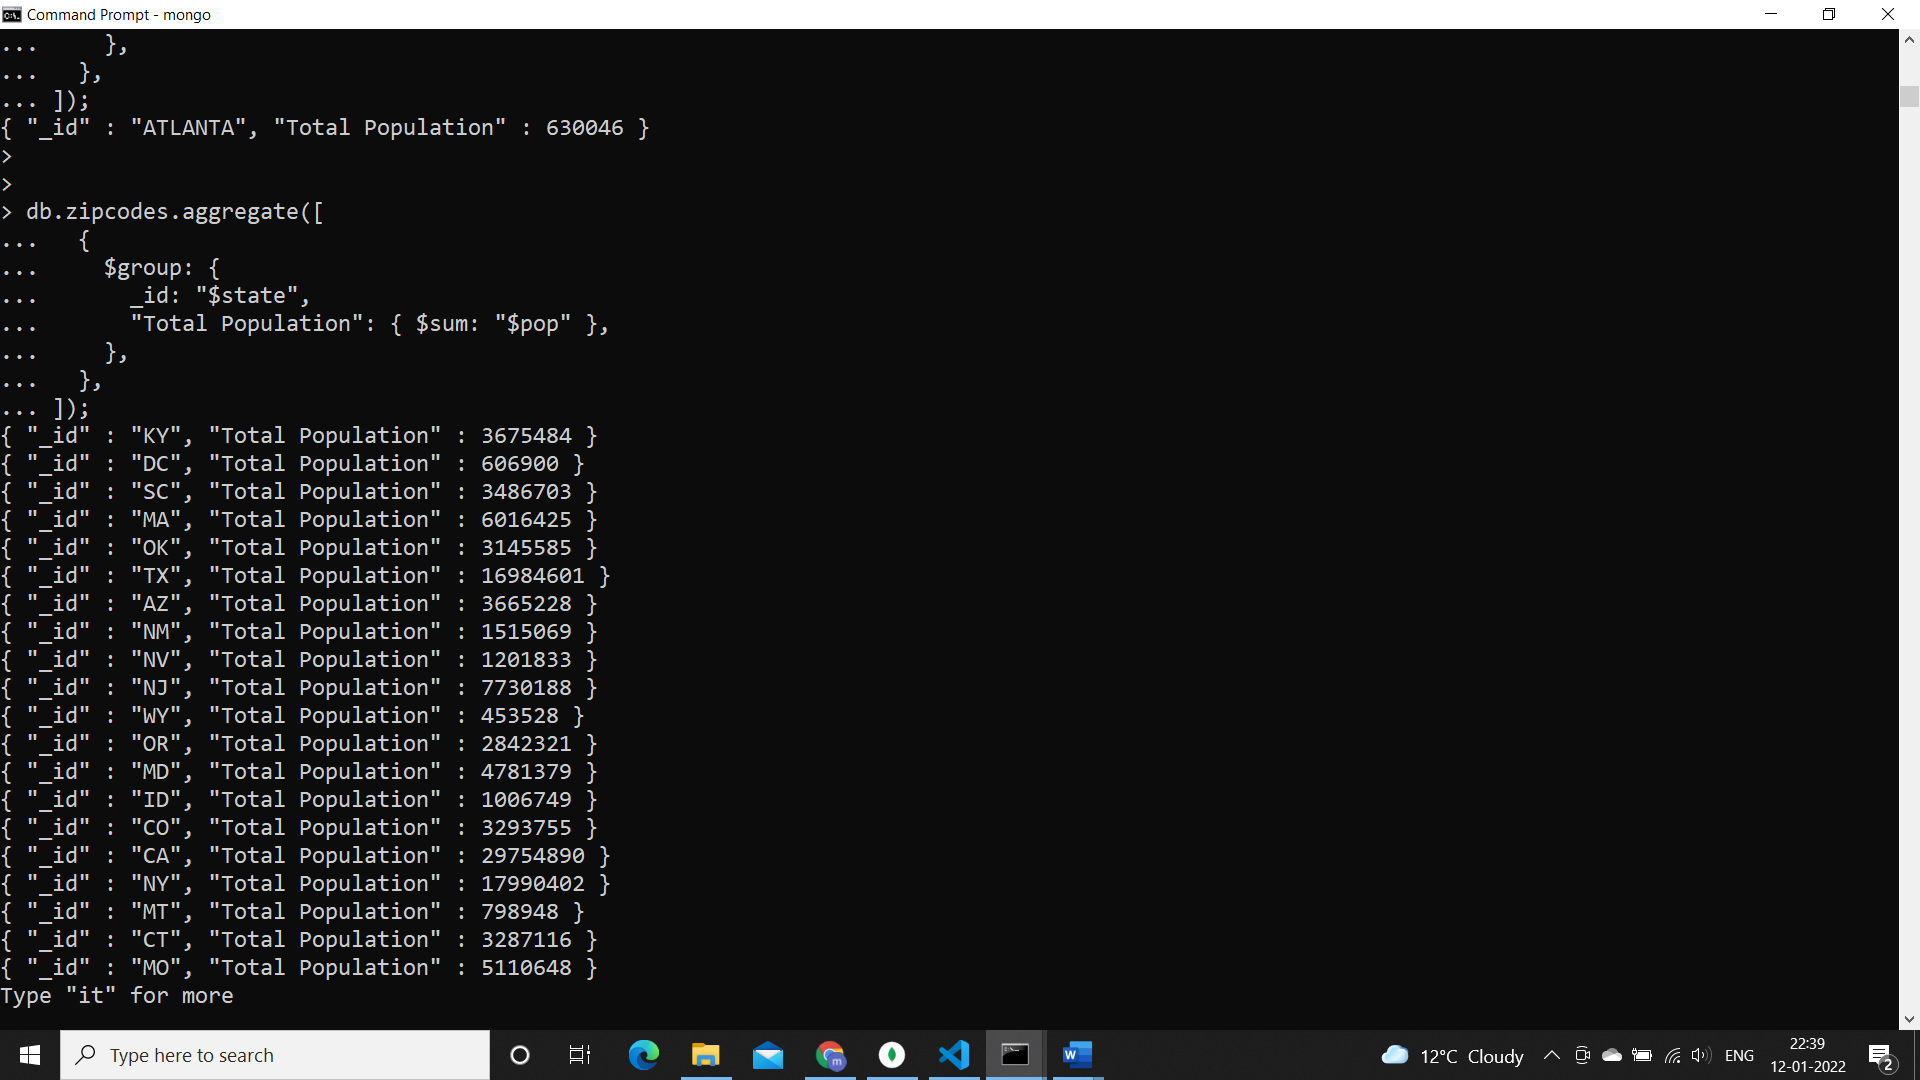 Command Prompt - mongo
...     },
...   },
... ]);
{ "_id" : "ATLANTA", "Total Population" : 630046 }
>
>
> db.zipcodes.aggregate([
...   {
...     $group: {
...       _id: "$state",
...       "Total Population": { $sum: "$pop" },
...     },
...   },
... ]);
{ "_id" : "KY", "Total Population" : 3675484 }
{ "_id" : "DC", "Total Population" : 606900 }
{ "_id" : "SC", "Total Population" : 3486703 }
{ "_id" : "MA", "Total Population" : 6016425 }
{ "_id" : "OK", "Total Population" : 3145585 }
{ "_id" : "TX", "Total Population" : 16984601 }
{ "_id" : "AZ", "Total Population" : 3665228 }
{ "_id" : "NM", "Total Population" : 1515069 }
{ "_id" : "NV", "Total Population" : 1201833 }
{ "_id" : "NJ", "Total Population" : 7730188 }
{ "_id" : "WY", "Total Population" : 453528 }
{ "_id" : "OR", "Total Population" : 2842321 }
{ "_id" : "MD", "Total Population" : 4781379 }
{ "_id" : "ID", "Total Population" : 1006749 }
{ "_id" : "CO", "Total Population" : 3293755 }
{ "_id" : "CA", "Total Population" : 29754890 }
{ "_id" : "NY", "Total Population" : 17990402 }
{ "_id" : "MT", "Total Population" : 798948 }
{ "_id" : "CT", "Total Population" : 3287116 }
{ "_id" : "MO", "Total Population" : 5110648 }
Type "it" for more
Type here to search
12°C Cloudy
ENG
22:39
12-01-2022
2